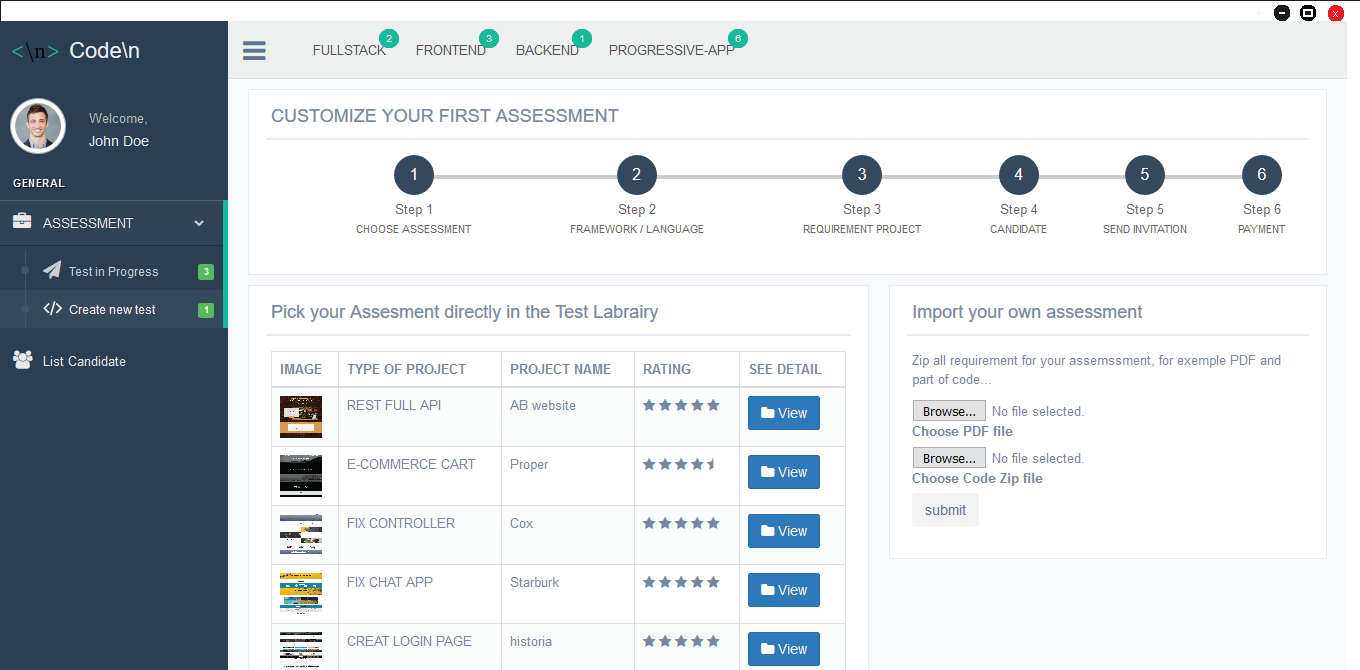 x
<\n> Code\n
FULLSTACK 2 FRONTEND 3 BACKEND 1 PROGRESSIVE-APP 6
Welcome,
John Doe
GENERAL
ASSESSMENT
Test in Progress 3
Create new test 1
List Candidate
CUSTOMIZE YOUR FIRST ASSESSMENT
1 2 3 4 5 6
Step 1 Step 2 Step 3 Step 4 Step 5 Step 6
CHOOSE ASSESSMENT FRAMEWORK / LANGUAGE REQUIREMENT PROJECT CANDIDATE SEND INVITATION PAYMENT
Pick your Assesment directly in the Test Labrairy
IMAGE TYPE OF PROJECT PROJECT NAME RATING SEE DETAIL
REST FULL API AB website View
E-COMMERCE CART Proper View
FIX CONTROLLER Cox View
FIX CHAT APP Starburk View
CREAT LOGIN PAGE historia View
Import your own assessment
Zip all requirement for your assemssment, for exemple PDF and
part of code...
Browse... No file selected.
Choose PDF file
Browse... No file selected.
Choose Code Zip file
submit